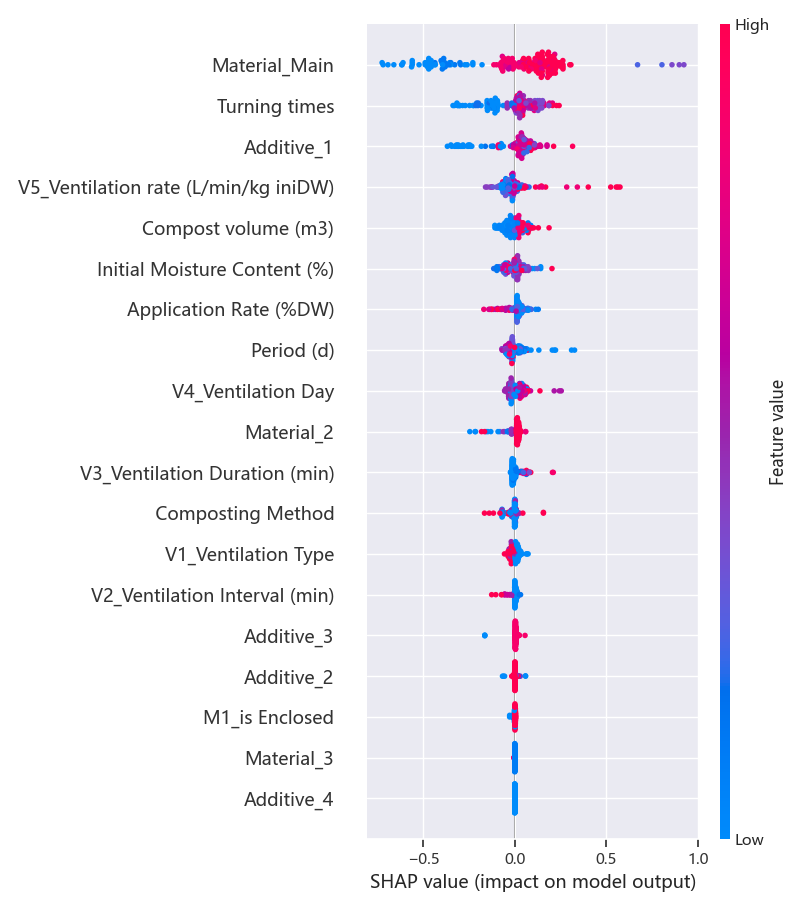 High
Material_Main
Turning times
Additive_1
V5_Ventilation rate (L/min/kg iniDW)
Compost volume (m3)
Initial Moisture Content (%)
Application Rate (%DW)
Period (d)
V4_Ventilation Day
Material_2
V3_Ventilation Duration (min)
Composting Method
V1_Ventilation Type
V2_Ventilation Interval (min)
Additive_3
Additive_2
M1_is Enclosed
Material_3
Additive_4
Feature value
Low
−0.5 0.0 0.5 1.0
SHAP value (impact on model output)